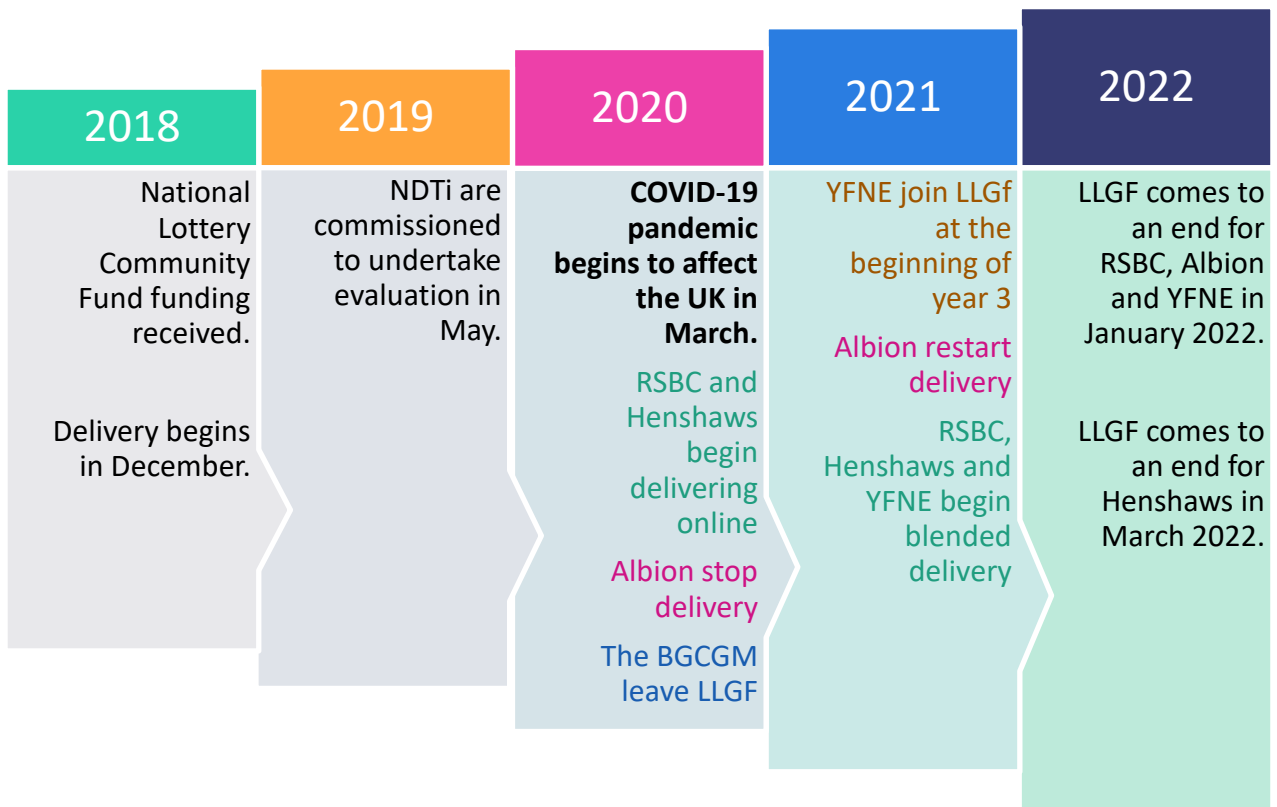 2018
National
Lottery
Community
Fund funding
received.
Delivery begins
in December.
2019
NDTi are
commissioned
to undertake
evaluation in
May.
2020
COVID-19
pandemic
begins to affect
the UK in
March.
RSBC and
Henshaws
begin
delivering
online
Albion stop
delivery
The BGCGM
leave LLGF
2021
YFNE join LLGf
at the
beginning of
year 3
Albion restart
delivery
RSBC,
Henshaws and
YFNE begin
blended
delivery
2022
LLGF comes to
an end for
RSBC, Albion
and YFNE in
January 2022.
LLGF comes to
an end for
Henshaws in
March 2022.